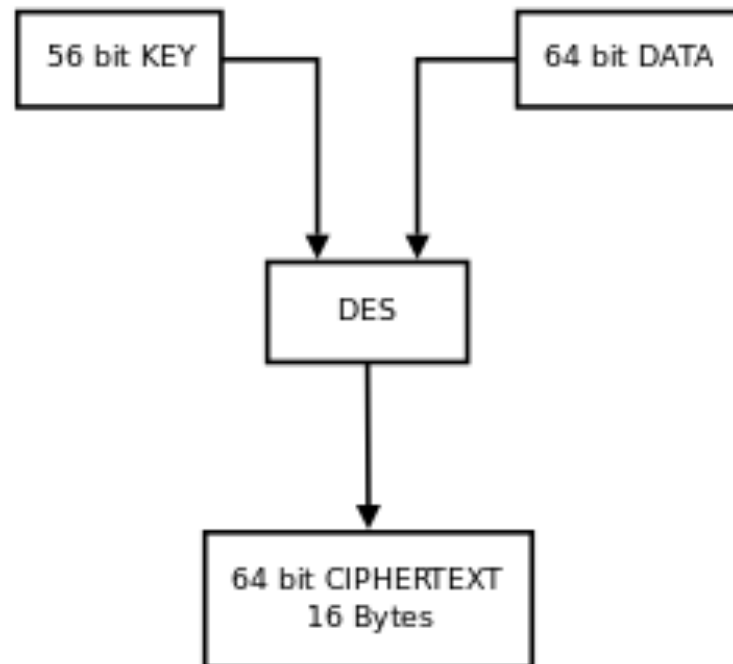 56 bit KEY
64 bit DATA
DES
64 bit CIPHERTEXT
16 Bytes